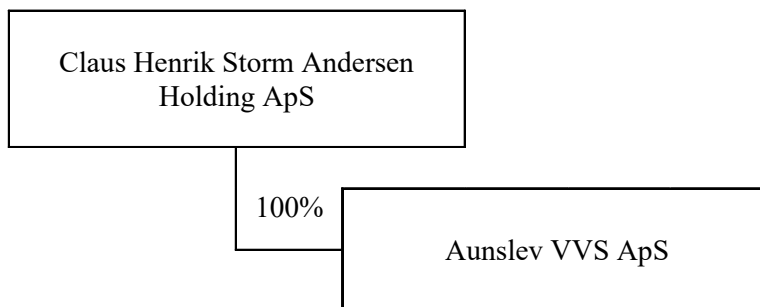 Claus Henrik Storm Andersen
Holding ApS
100%
Aunslev VVS ApS